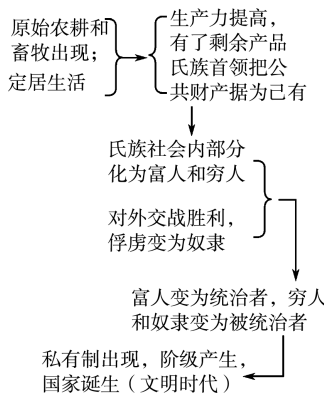 原始农耕和
畜牧出现；
定居生活
生产力提高，
有了剩余产品
氏族首领把公
共财产据为己有
氏族社会内部分
化为富人和穷人
对外交战胜利，
俘虏变为奴隶
富人变为统治者，穷人
和奴隶变为被统治者
私有制出现，阶级产生，
国家诞生（文明时代）